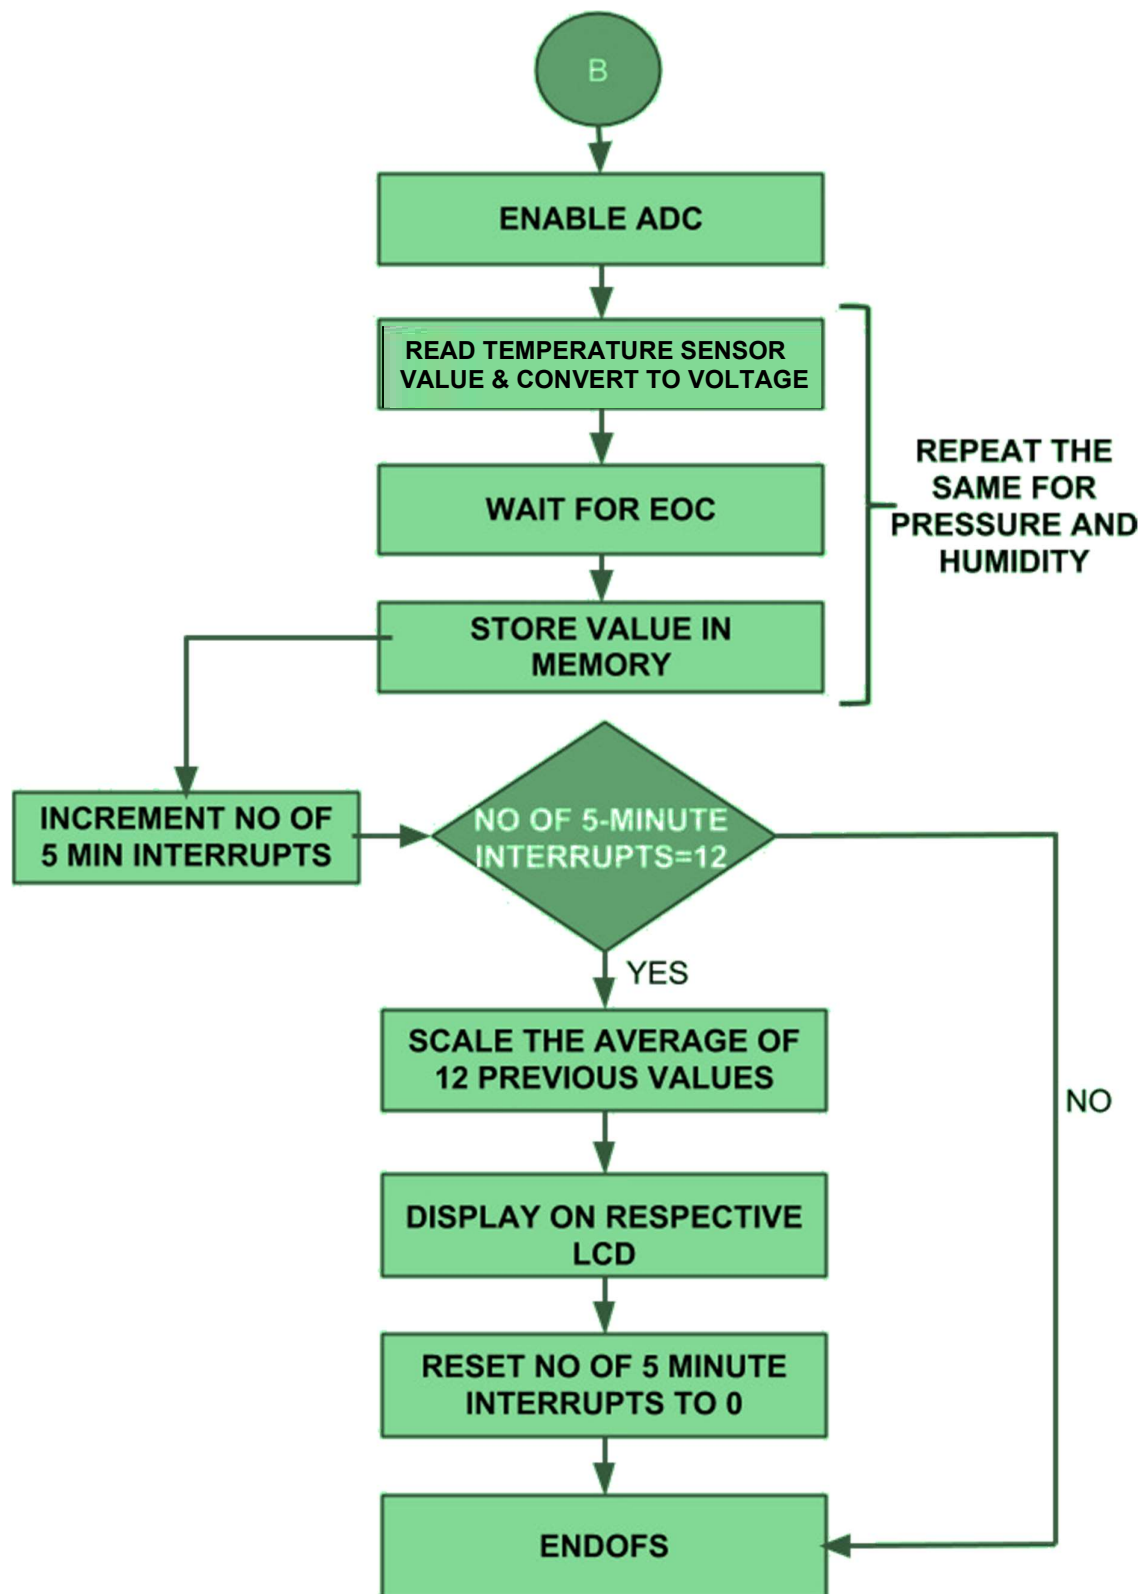 B
ENABLE ADC
READ TEMPERATURE SENSOR
VALUE & CONVERT TO VOLTAGE
REPEAT THE
SAME FOR
PRESSURE AND
HUMIDITY
WAIT FOR EOC
STORE VALUE IN
MEMORY
INCREMENT NO OF
5 MIN INTERRUPTS
NO OF 5-MINUTE
INTERRUPTS=12
YES
SCALE THE AVERAGE OF
12 PREVIOUS VALUES
NO
DISPLAY ON RESPECTIVE
LCD
RESET NO OF 5 MINUTE
INTERRUPTS TO 0
ENDOFS